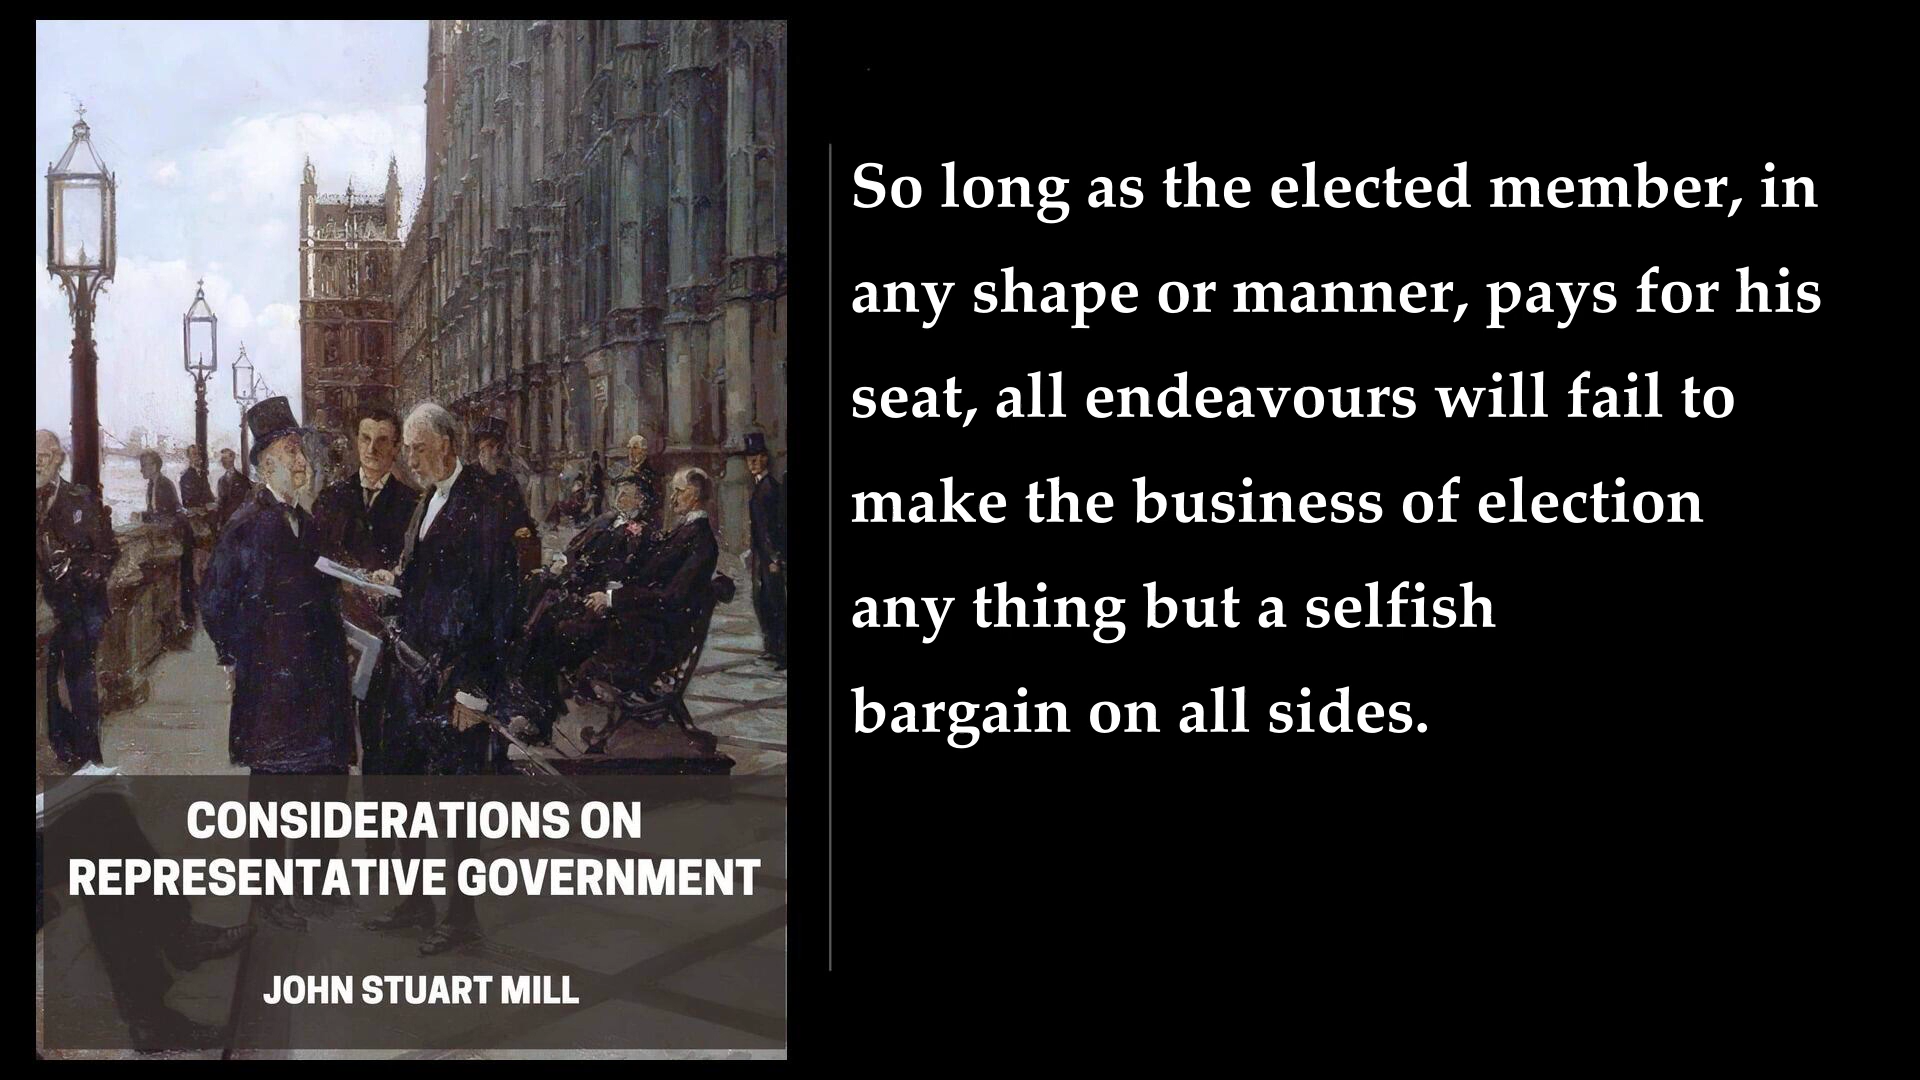 So long as the elected member, in
any shape or manner, pays for his
seat, all endeavours will fail to
make the business of election
any thing but a selfish
bargain on all sides.
CONSIDERATIONS ON
REPRESENTATIVE GOVERNMENT
JOHN STUART MILL